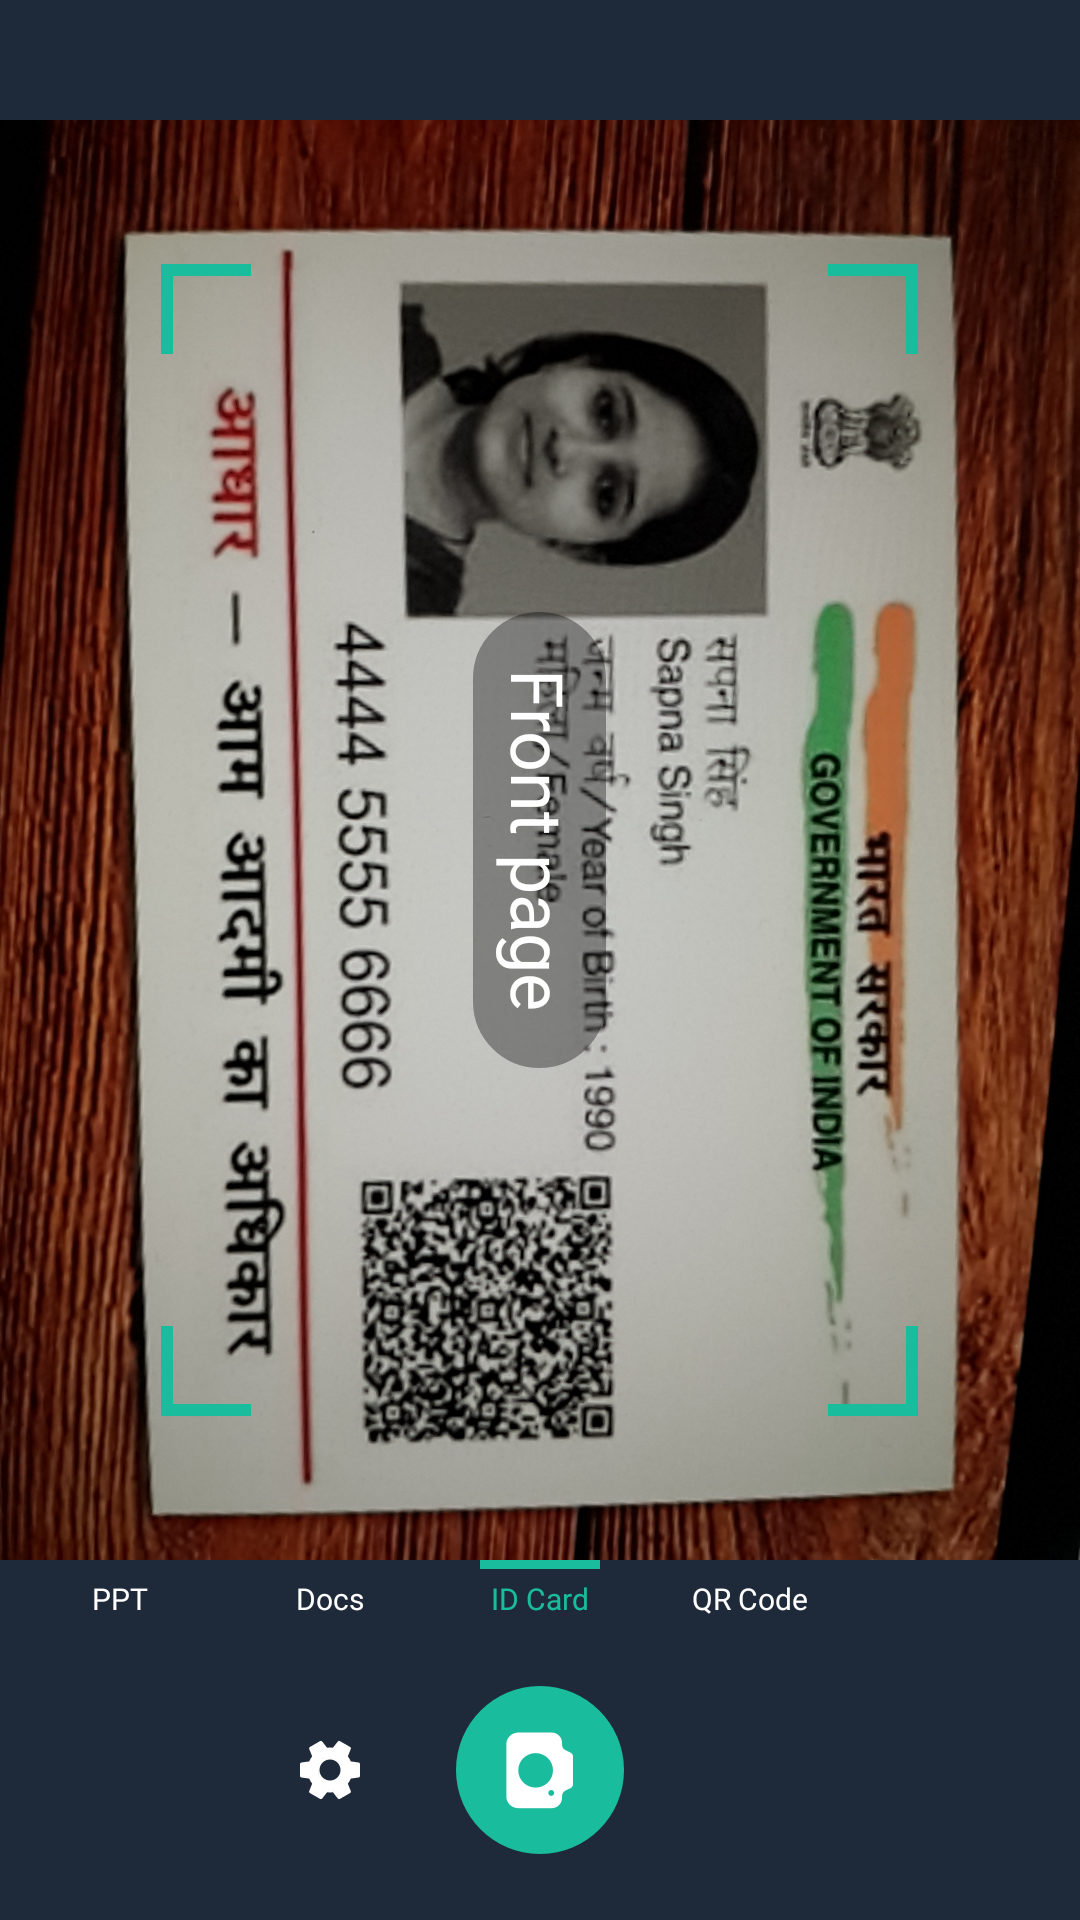 भारत सरकार
GOVERNMENT OF INDIA
सपना सिंह
Sapna Singh
जन्म वर्ष/Year of Birth : 1990
महिला/Female
4444 5555 6666
आधार – आम आदमी का अधिकार
Front page
PPT
Docs
ID Card
QR Code